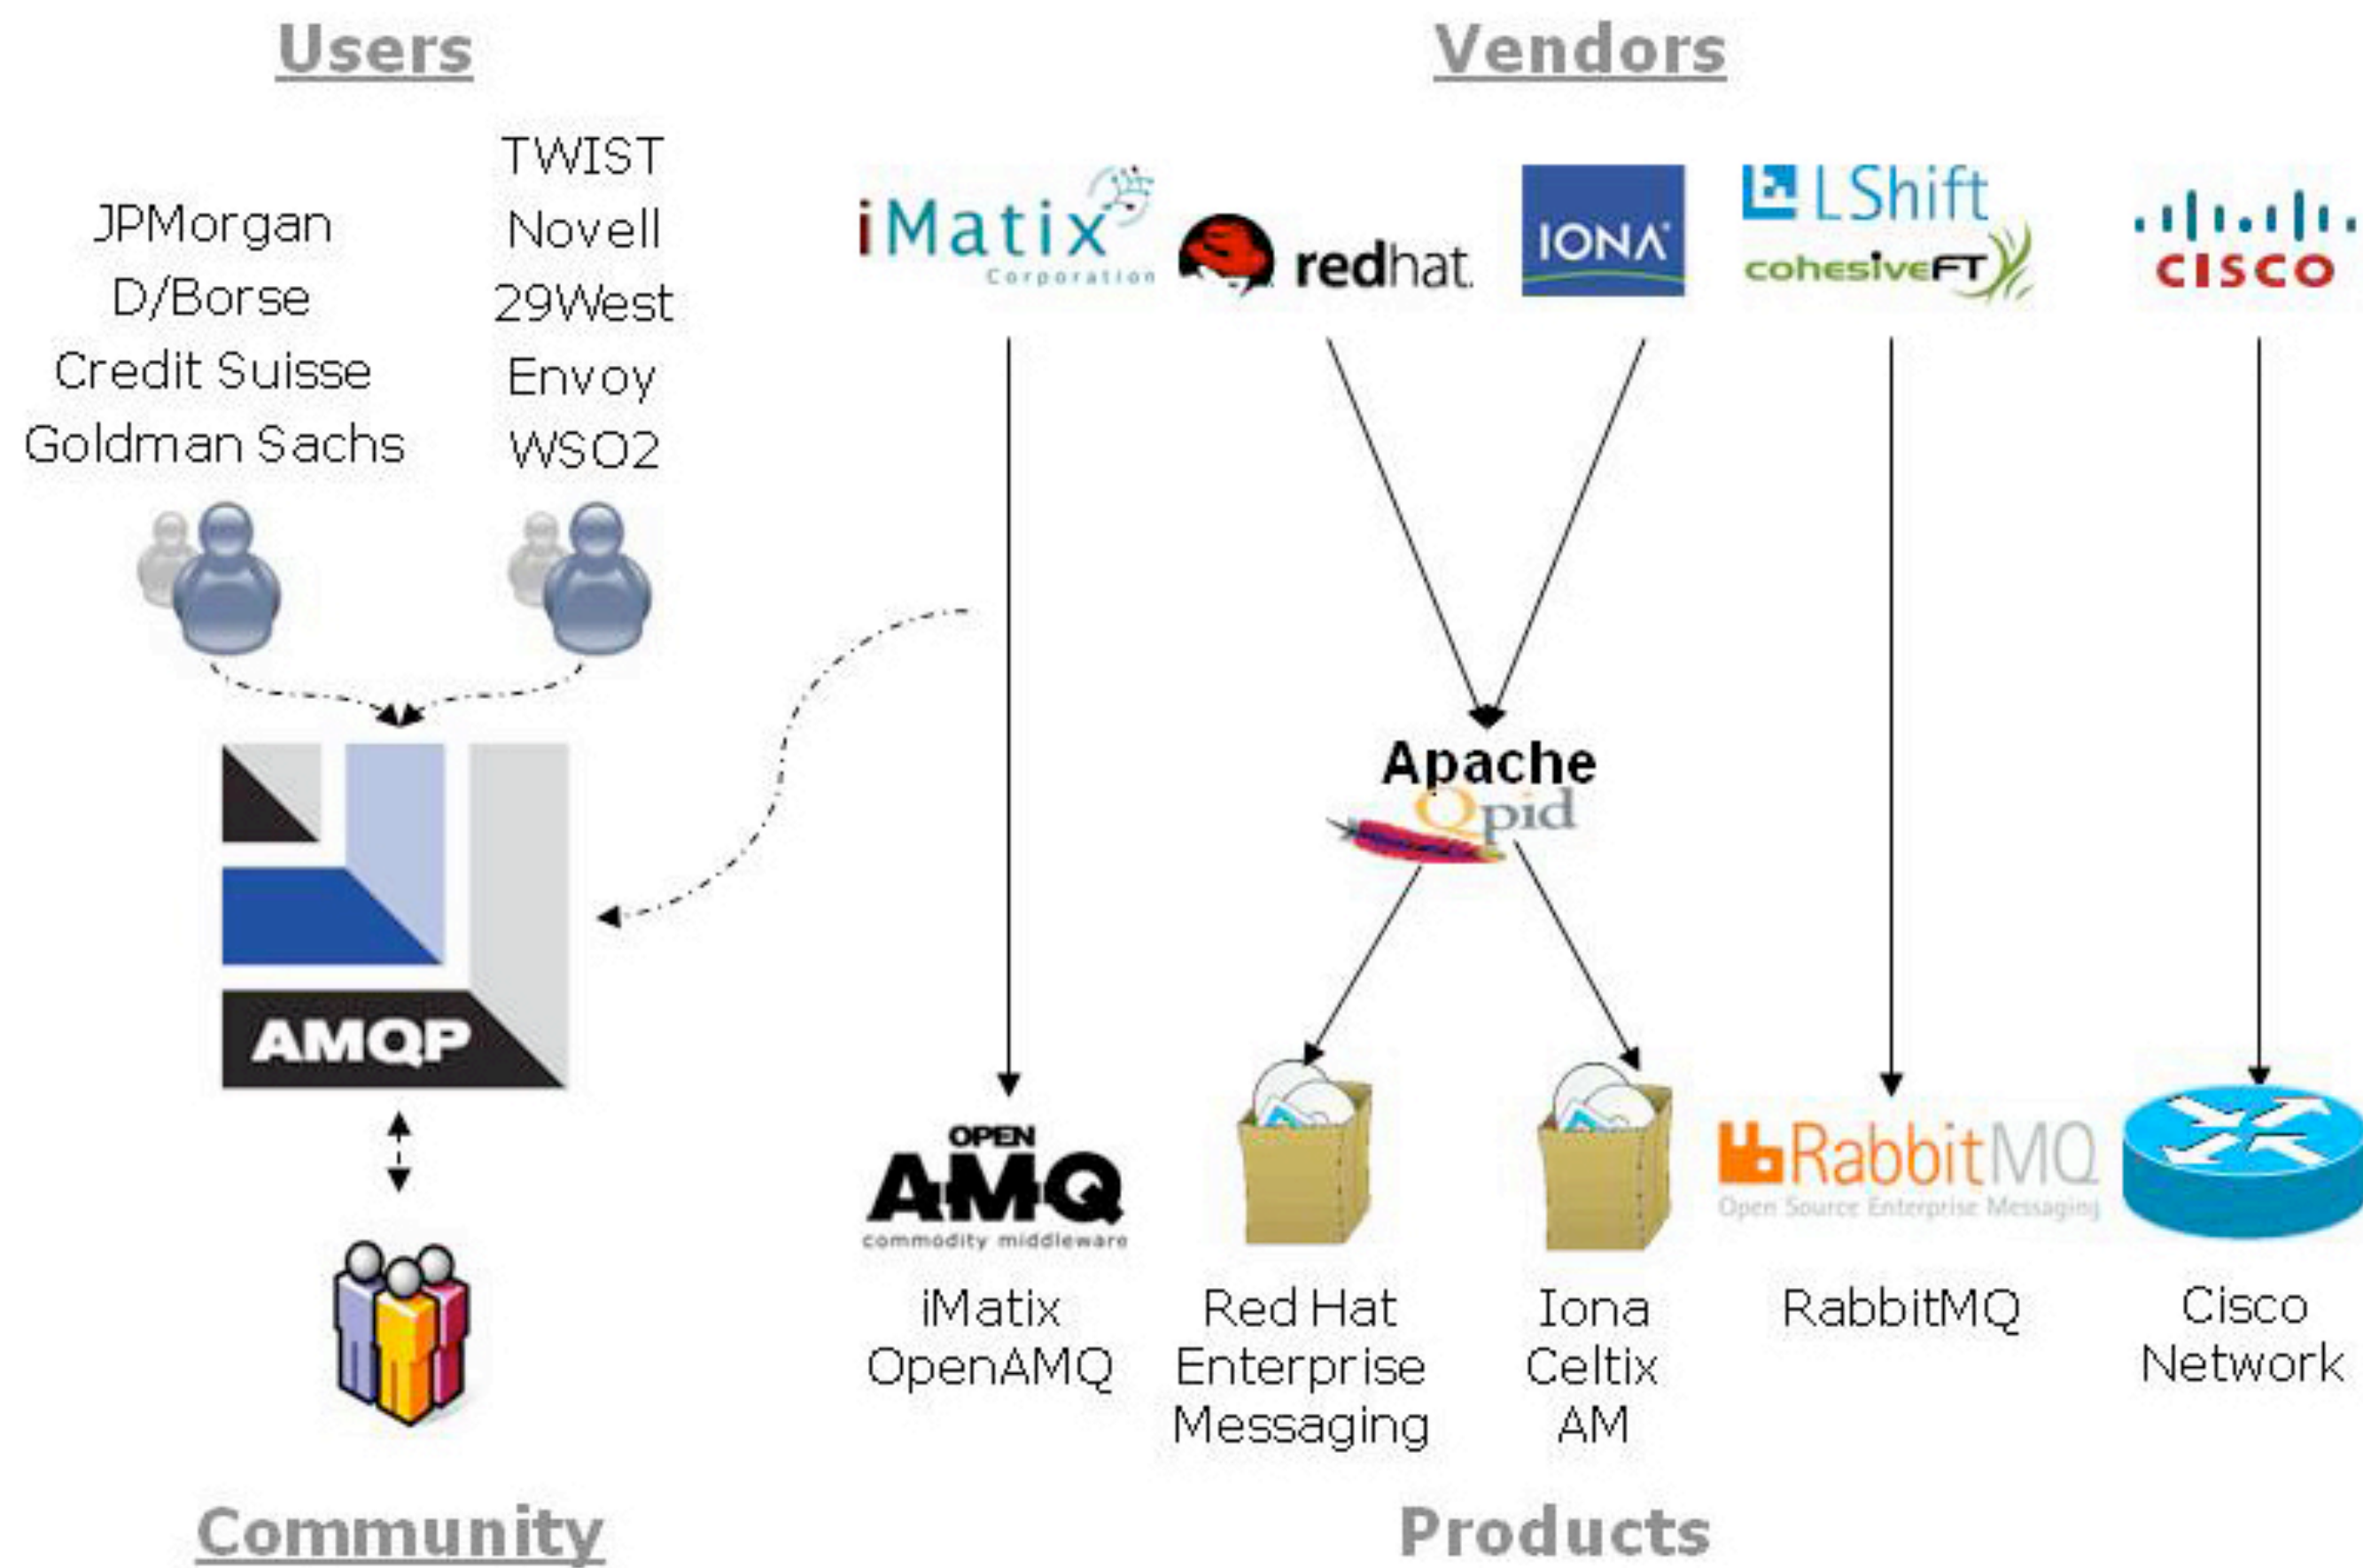 Users
Vendors
JPMorgan
D/Borse
Credit Suisse
Goldman Sachs
TWIST
Novell
29West
Envoy
WSO2
iMatix
Corporation
redhat.
IONA
LShift
cohesiveFT
CISCO
Apache
Qpid
AMQP
OPEN
AMQ
commodity middleware
RabbitMQ
Open Source Enterprise Messaging
iMatix
OpenAMQ
Red Hat
Enterprise
Messaging
Iona
Celtix
AM
RabbitMQ
Cisco
Network
Community
Products